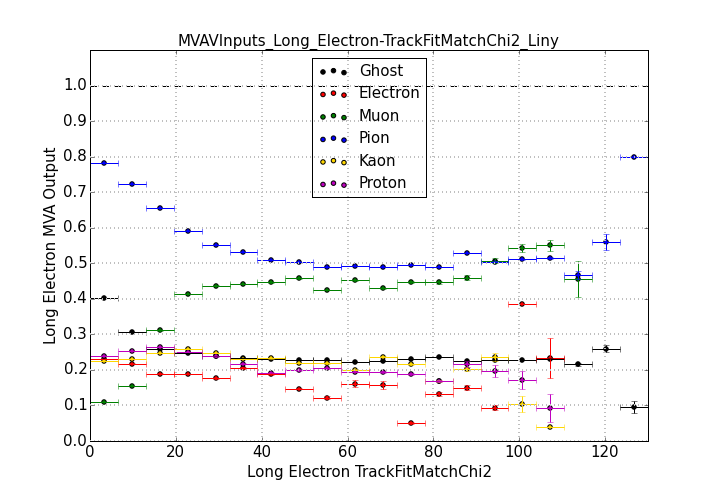 MVAVInputs_Long_Electron-TrackFitMatchChi2_Liny
Ghost
Electron
Muon
Pion
Kaon
Proton
Long Electron MVA Output
1.0
0.9
0.8
0.7
0.6
0.5
0.4
0.3
0.2
0.1
0.0
0 20 40 60 80 100 120
Long Electron TrackFitMatchChi2